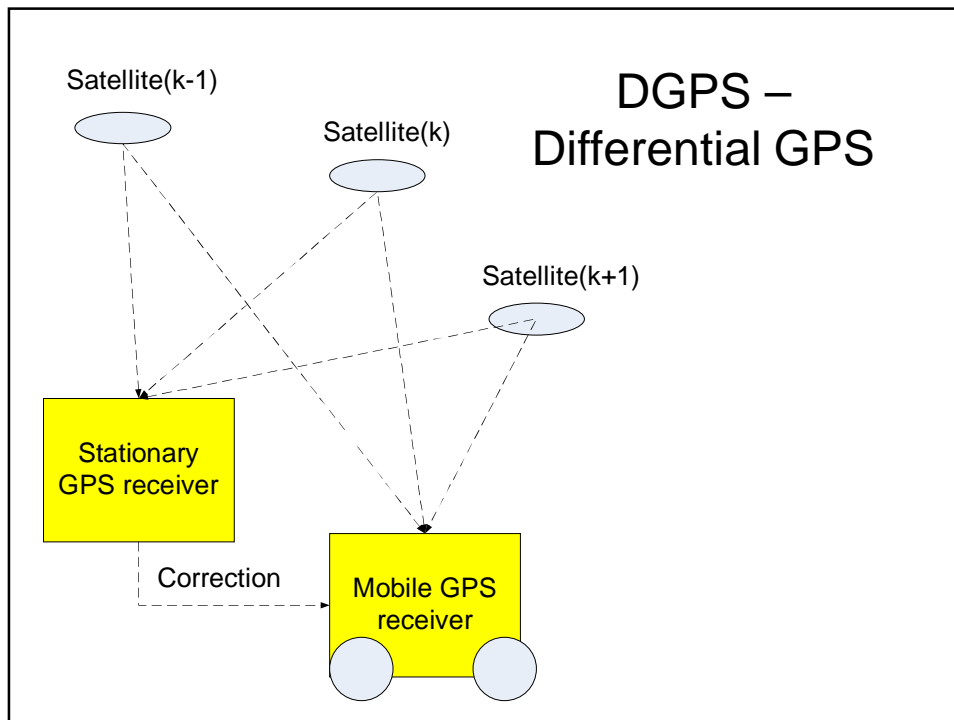 Satellite(k-1)
DGPS –
Differential GPS
Satellite(k)
Satellite(k+1)
Stationary
GPS receiver
Correction
Mobile GPS
receiver